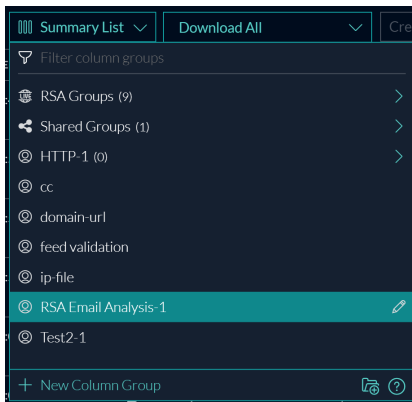 Summary List
Download All
Cre
Filter column groups
RSA Groups (9)
Shared Groups (1)
HTTP-1 (0)
cc
domain-url
feed validation
ip-file
RSA Email Analysis-1
Test2-1
New Column Group